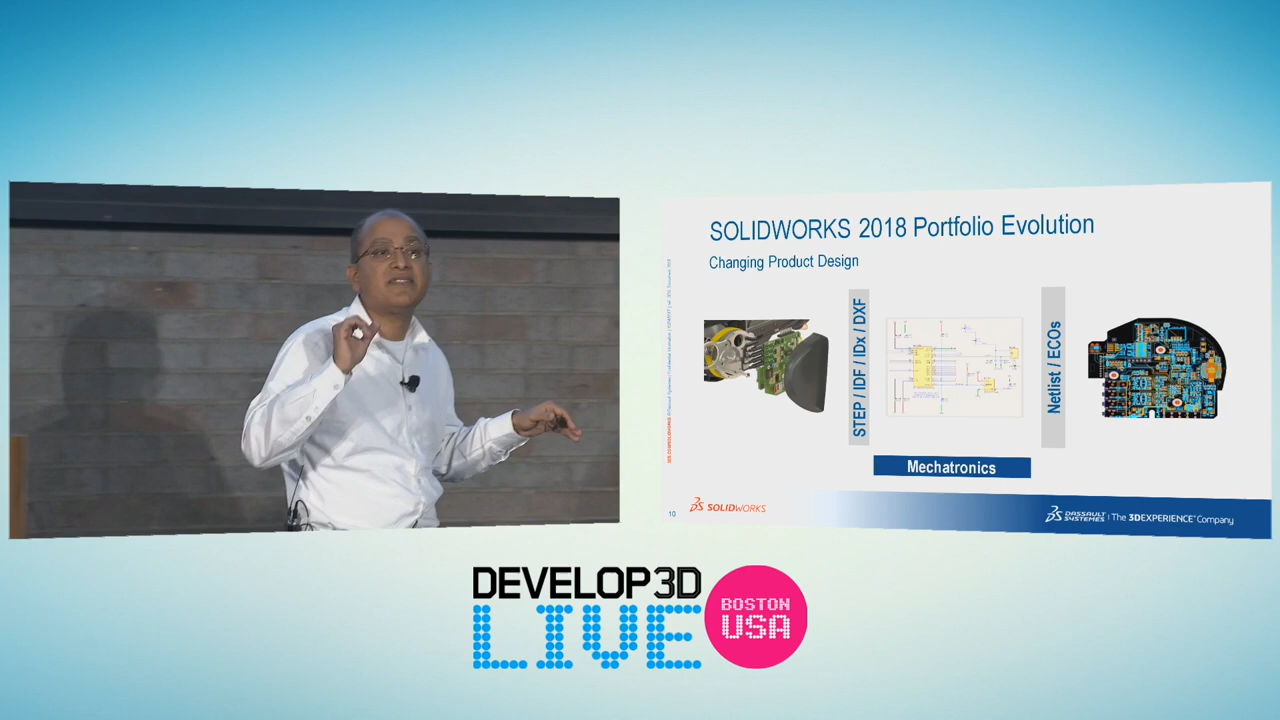 SOLIDWORKS 2018 Portfolio Evolution
Changing Product Design
STEP / IDF / IDx / DXF
Netlist / ECOs
Mechatronics
10
SOLIDWORKS
DASSAULT
SYSTEMES
The 3DEXPERIENCE Company
DEVELOP3D
LIVE
BOSTON
USA